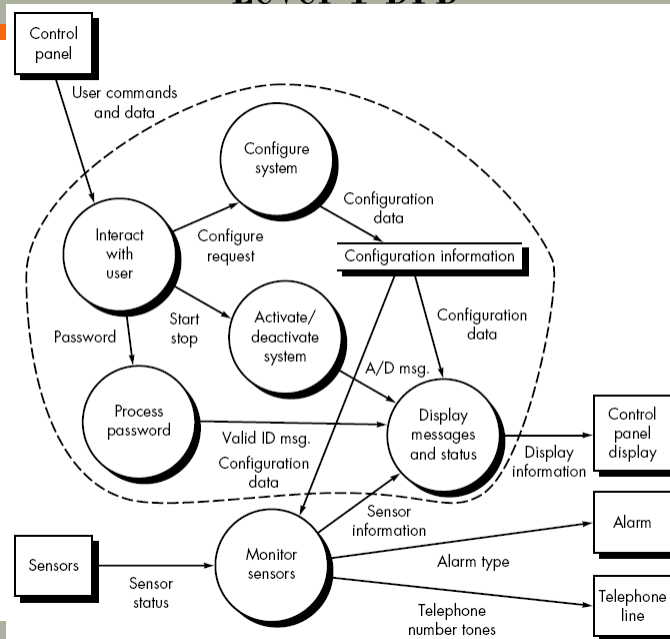 Level 1 DFD
Control
panel
User commands
and data
Configure
system
Configuration
data
Interact
with
user
Configure
request
Configuration information
Start
stop
Activate/
deactivate
system
Configuration
data
Password
A/D msg.
Process
password
Display
messages
and status
Control
panel
display
Valid ID msg.
Configuration
data
Display
information
Sensor
information
Alarm
Sensors
Monitor
sensors
Alarm type
Sensor
status
Telephone
line
Telephone
number tones